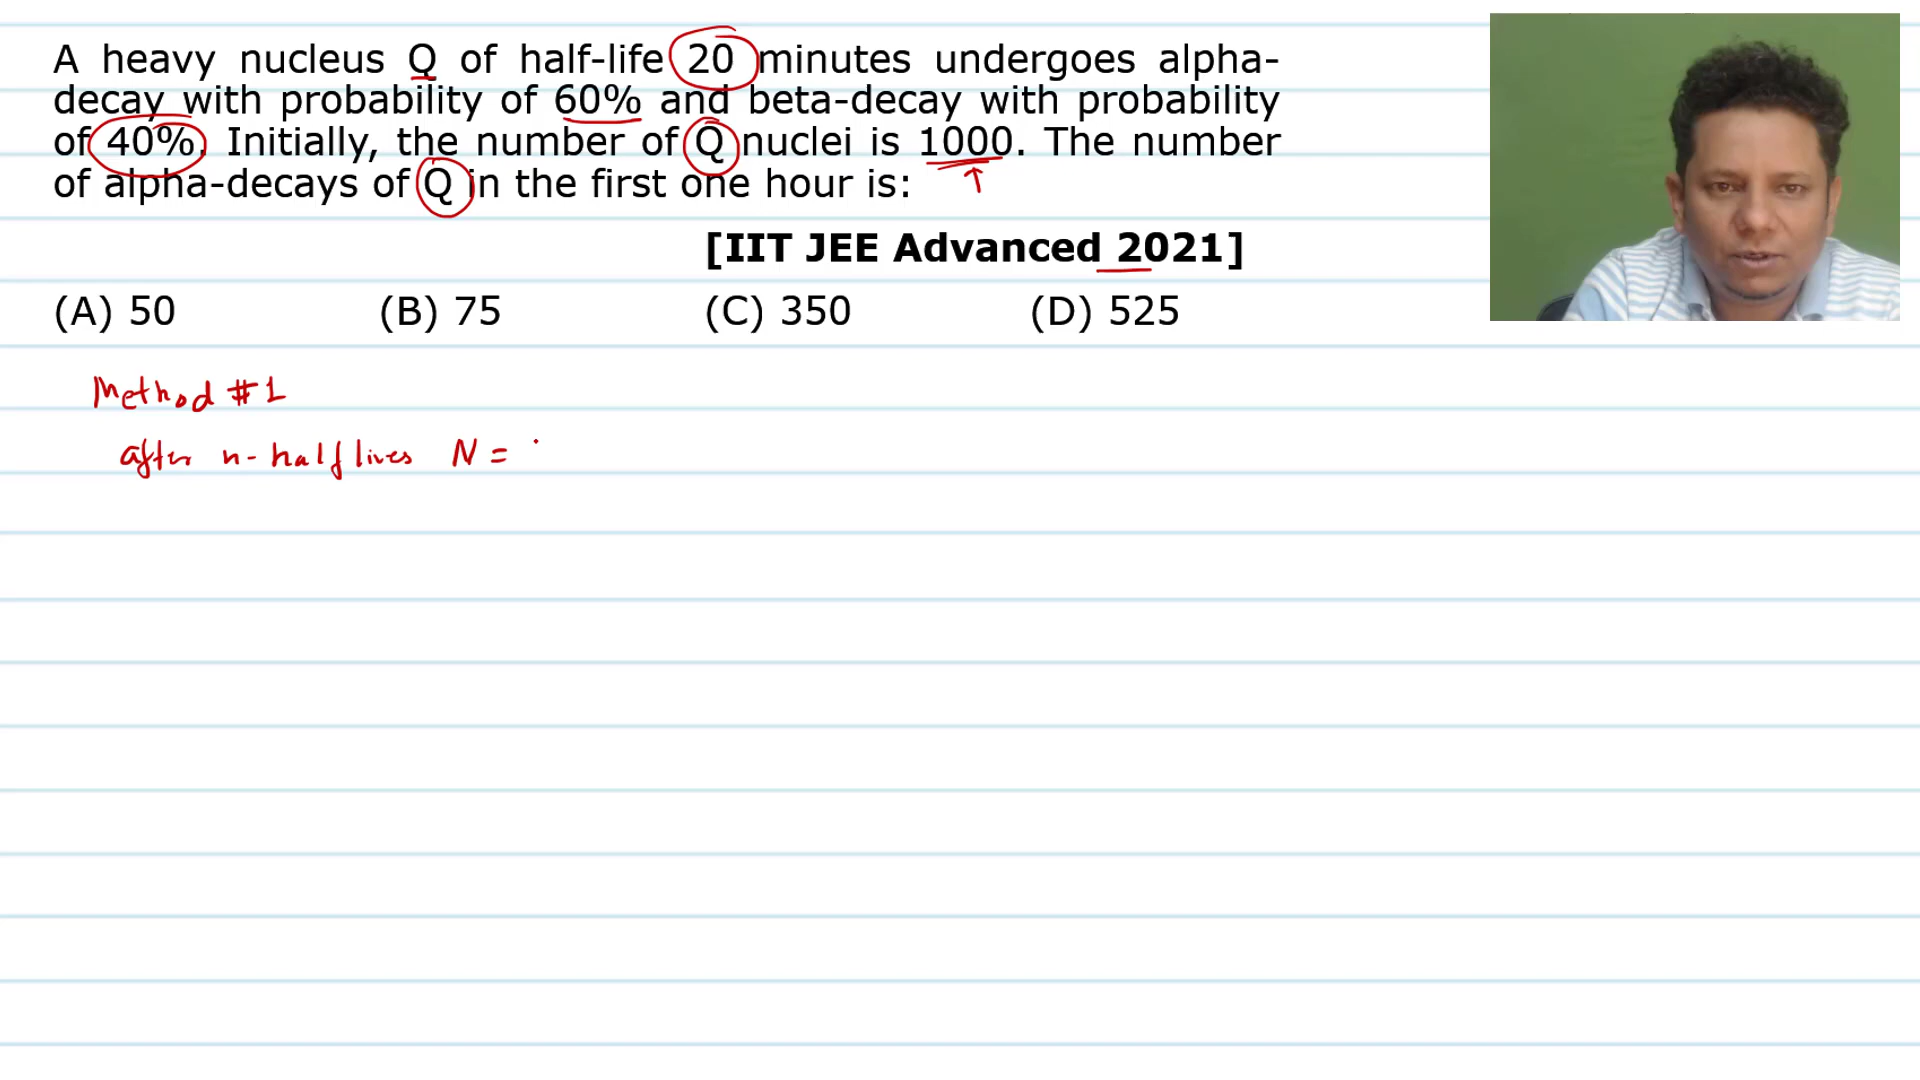 A heavy nucleus Q of half-life 20 minutes undergoes alpha-
decay with probability of 60% and beta-decay with probability
of 40%. Initially, the number of Q nuclei is 1000. The number
of alpha-decays of Q in the first one hour is:
[IIT JEE Advanced 2021]
(A) 50 (B) 75 (C) 350 (D) 525
Method #1
after n-half lives N =